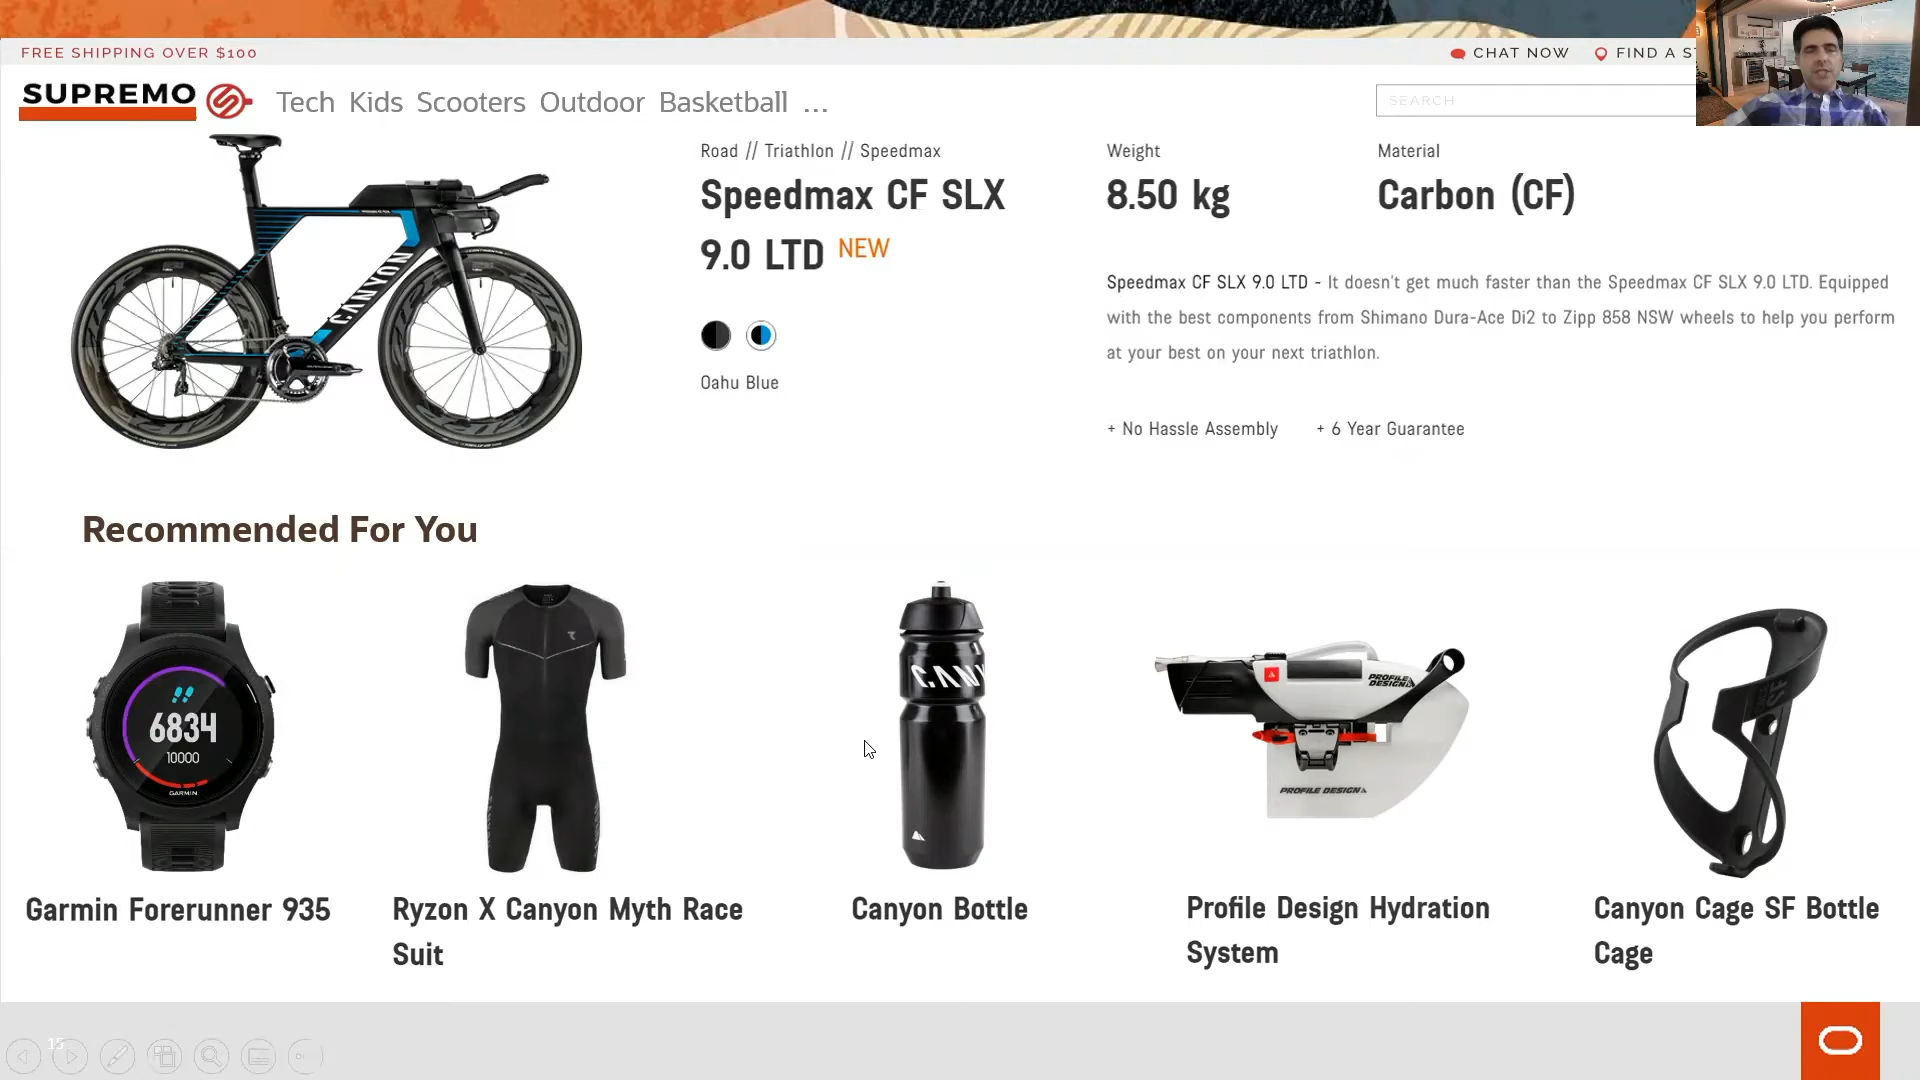 FREE SHIPPING OVER $100
CHAT NOW
FIND A S
SUPREMO
Tech Kids Scooters Outdoor Basketball ...
SEARCH
Road // Triathlon // Speedmax
Speedmax CF SLX
9.0 LTD NEW
Oahu Blue
Weight
8.50 kg
Material
Carbon (CF)
Speedmax CF SLX 9.0 LTD - It doesn't get much faster than the Speedmax CF SLX 9.0 LTD. Equipped
with the best components from Shimano Dura-Ace Di2 to Zipp 858 NSW wheels to help you perform
at your best on your next triathlon.
+ No Hassle Assembly
+ 6 Year Guarantee
CANYON
Recommended For You
6834
10000
GARMIN
CANY
PROFILE
DESIGN
PROFILE DESIGN
Garmin Forerunner 935
Ryzon X Canyon Myth Race
Suit
Canyon Bottle
Profile Design Hydration
System
Canyon Cage SF Bottle
Cage
15